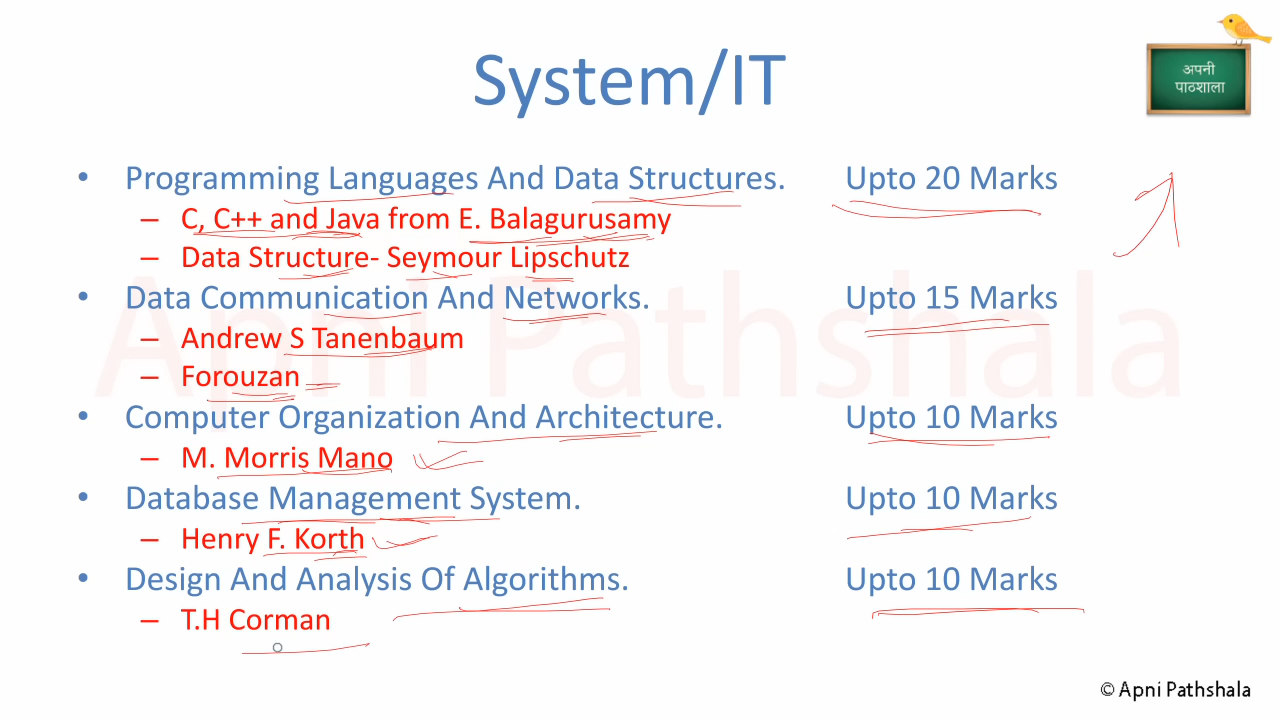 System/IT
अपनी
पाठशाला
• Programming Languages And Data Structures. Upto 20 Marks
– C, C++ and Java from E. Balagurusamy
– Data Structure- Seymour Lipschutz
• Data Communication And Networks. Upto 15 Marks
– Andrew S Tanenbaum
– Forouzan
• Computer Organization And Architecture. Upto 10 Marks
– M. Morris Mano
• Database Management System. Upto 10 Marks
– Henry F. Korth
• Design And Analysis Of Algorithms. Upto 10 Marks
– T.H Corman
Apni Pathshala
© Apni Pathshala